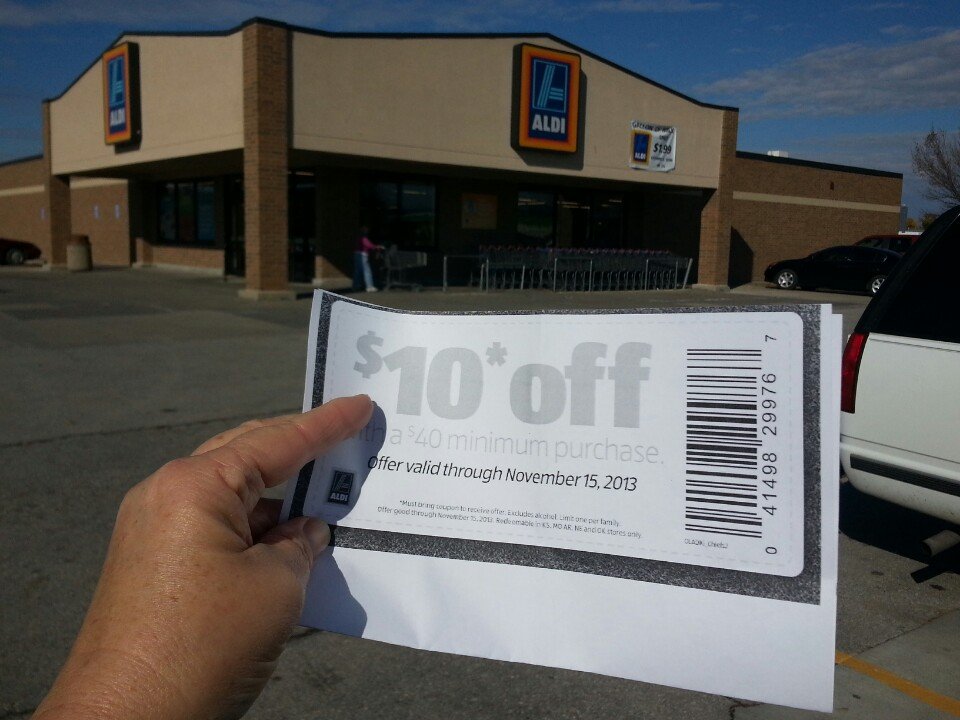 ALDI
ALDI
$1.99
$10* off
with a $40 minimum purchase.
Offer valid through November 15, 2013
ALDI
*Must bring coupon to receive offer. Excludes alcohol. Limit one per family.
Offer good through November 15, 2013. Redeemable in KS, MO, AR, NE and OK stores only.
0 41498 29976 7